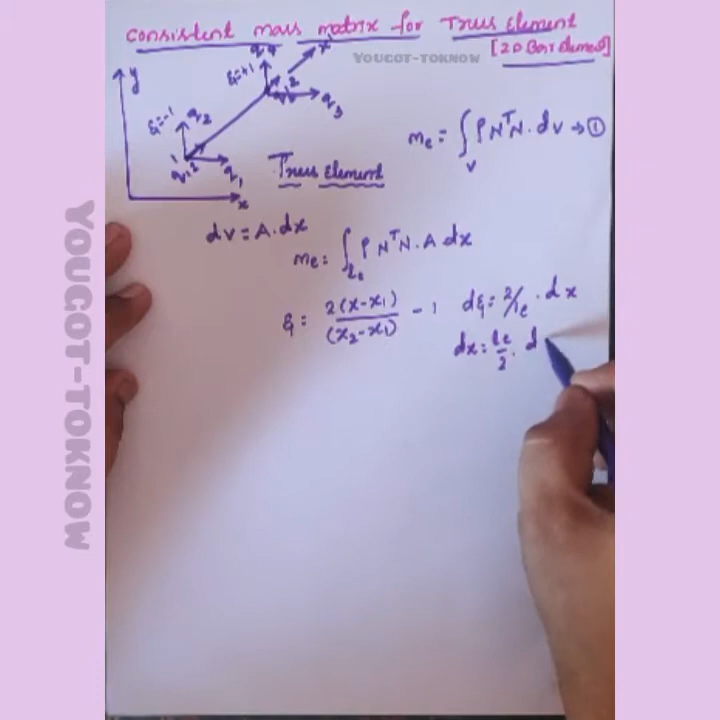 Consistent mass matrix for Truss Element
[2D Bar Element]
YOUCOT-TOKNOW
y
q4
x'
ξ=+1
2
q3
ξ=-1
q2
1
q1
x
Truss Element
me = ∫V ρ NᵀN. dv → ①
dv = A. dx
me = ∫le ρ NᵀN. A dx
ξ = 2(x-x1) / (x2-x1) - 1
dξ = 2/le . dx
dx = le/2 . d
YOUCOT-TOKNOW